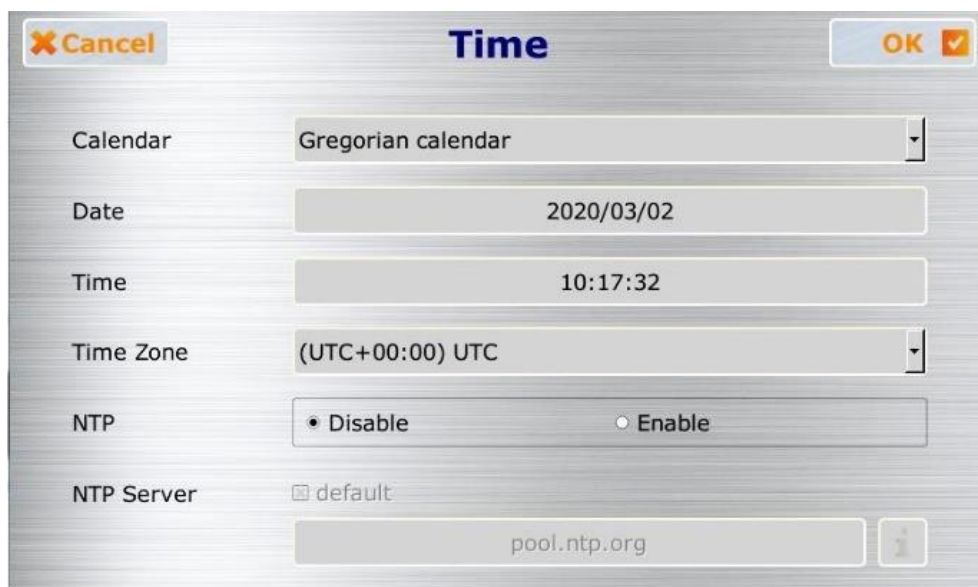 Cancel
Time
OK
Calendar
Gregorian calendar
Date
2020/03/02
Time
10:17:32
Time Zone
(UTC+00:00) UTC
NTP
Disable
Enable
NTP Server
default
pool.ntp.org
i